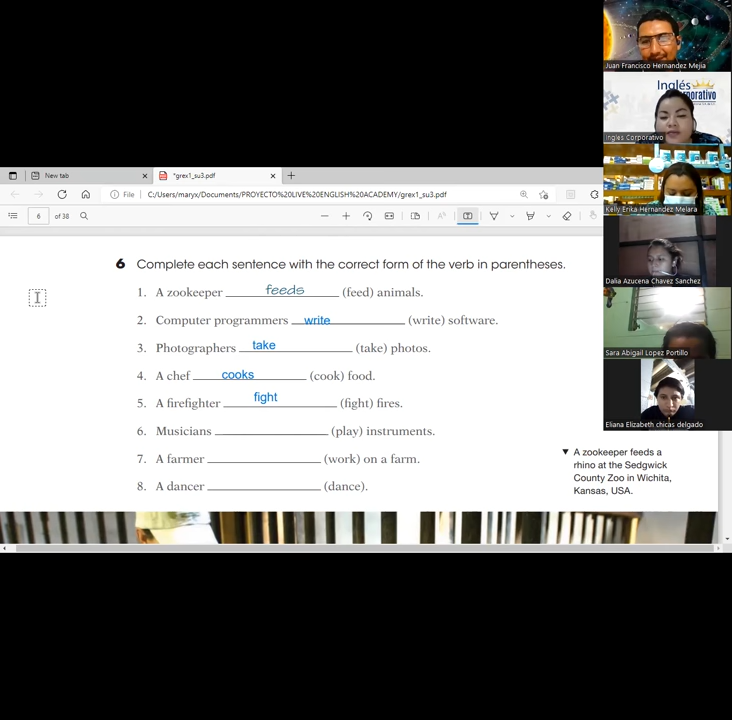 Juan Francisco Hernandez Mejia
Inglés
Corporativo
Ingles Corporativo
Kelly Erika Hernandez Melara
Dalia Azucena Chavez Sanchez
Sara Abigail Lopez Portillo
Eliana Elizabeth chicas delgado
New tab
*grex1_su3.pdf
File
C:/Users/maryx/Documents/PROYECTO%20LIVE%20ENGLISH%20ACADEMY/grex1_su3.pdf
6 of 38
6 Complete each sentence with the correct form of the verb in parentheses.
1. A zookeeper feeds (feed) animals.
2. Computer programmers write (write) software.
3. Photographers take (take) photos.
4. A chef cooks (cook) food.
5. A firefighter fight (fight) fires.
6. Musicians (play) instruments.
7. A farmer (work) on a farm.
8. A dancer (dance).
▼ A zookeeper feeds a
rhino at the Sedgwick
County Zoo in Wichita,
Kansas, USA.